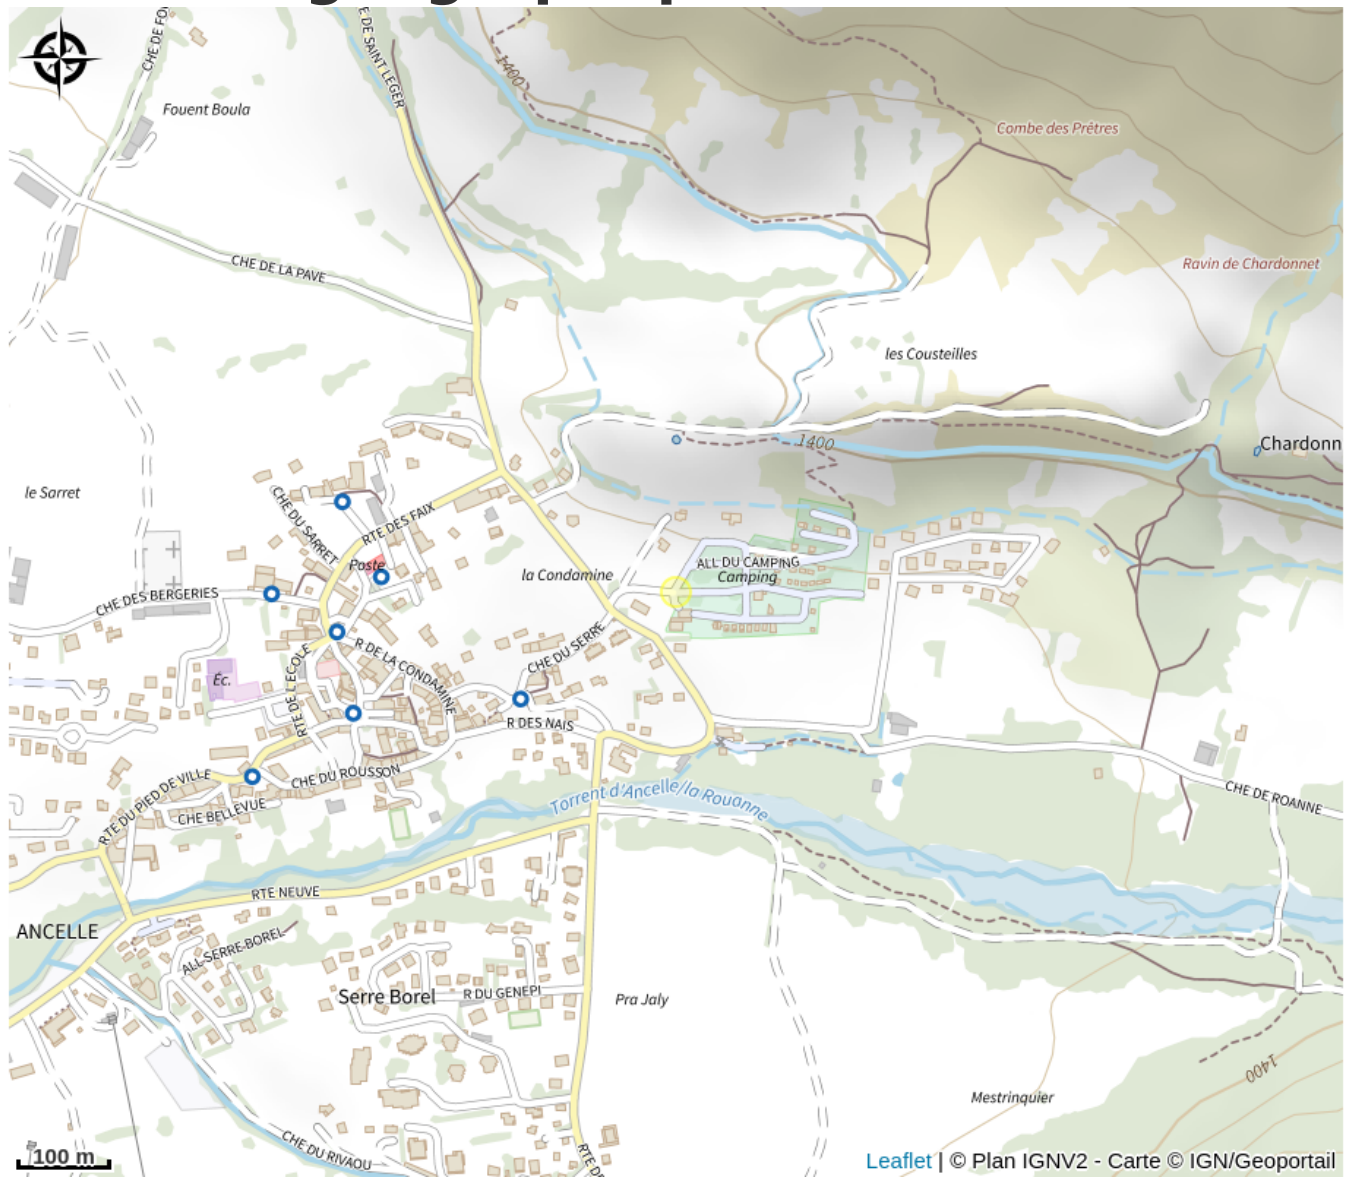 CHE DE FO
E DE SAINT LEGER
1400
Fouent Boula
Combe des Prêtres
CHE DE LA PAVE
Ravin de Chardonnet
les Cousteilles
1400
Chardonn
le Sarret
CHE DU SARRET
RTE DES FAIX
Poste
la Condamine
ALL DU CAMPING
Camping
CHE DES BERGERIES
R DE LA CONDAMINE
CHE DU SERRE
Éc.
RTE DE L'ECOLE
R DES NAIS
RTE DU PIED DE VILLE
CHE DU ROUSSON
CHE BELLEVUE
Torrent d'Ancelle/la Rouanne
CHE DE ROANNE
RTE NEUVE
ANCELLE
ALL SERRE-BOREL
Serre Borel
R DU GENEPI
Pra Jaly
1400
Mestrinquier
CHE DU RIVAOU
RTE D
100 m
Leaflet | © Plan IGNV2 - Carte © IGN/Geoportail